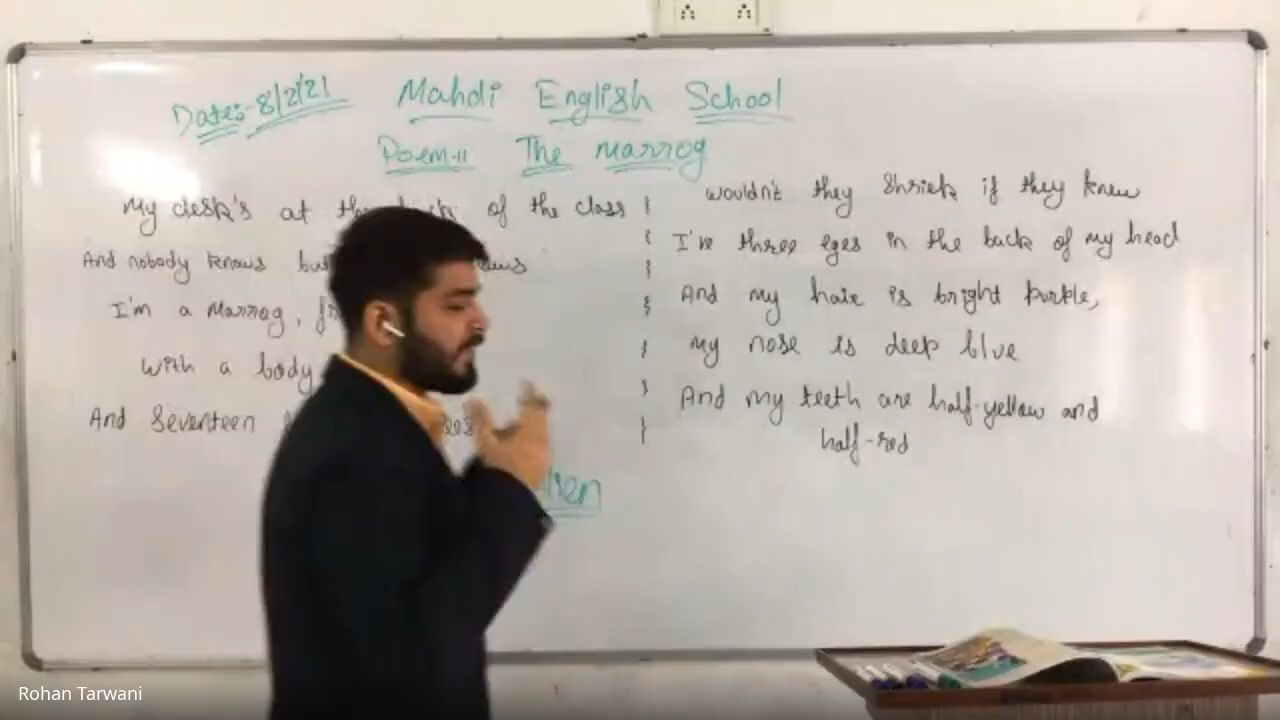 Date:- 8/2/21
Mahdi English School
Poem-11 The Marrog
My desk's at the back of the class
And nobody knows
I'm a Marrog,
With a body
And Seventeen
wouldn't they Shriek if they knew
I've three eyes in the back of my head
And my hair is bright purple,
My nose is deep blue
And my teeth are half-yellow and
half-red
Rohan Tarwani